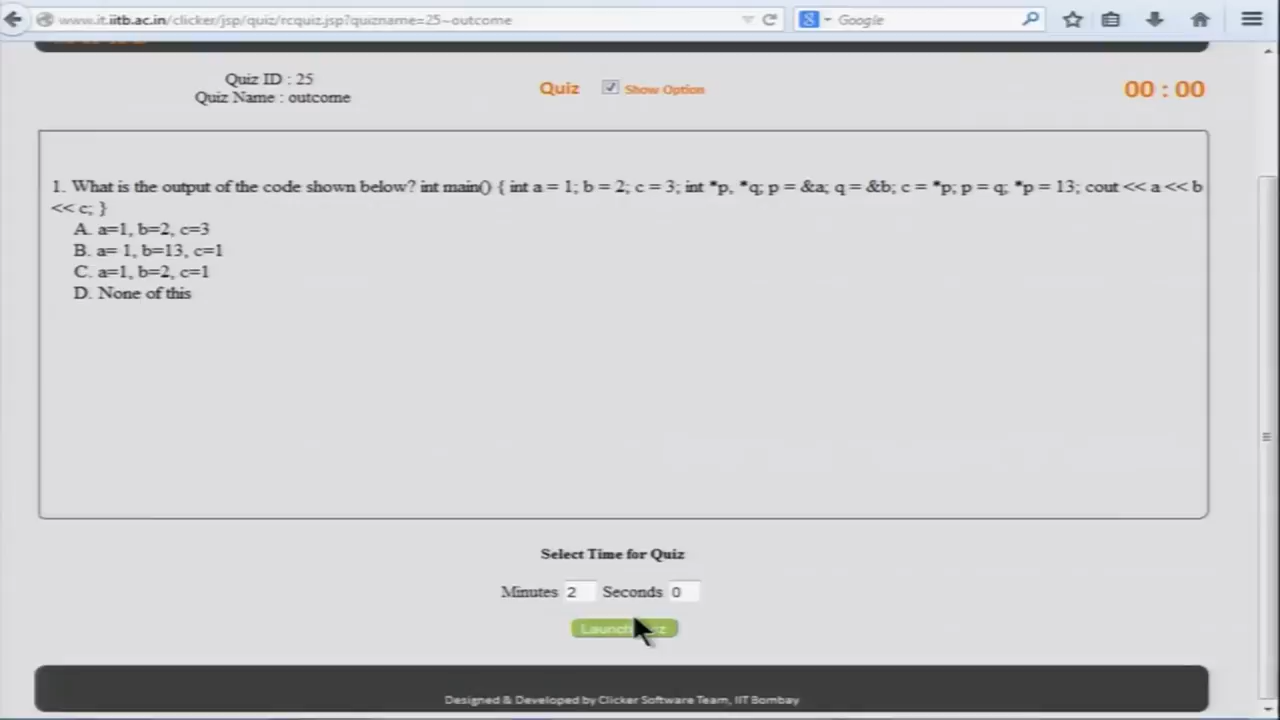 www.it.iitb.ac.in/clicker/jsp/quiz/rcquiz.jsp?quizname=25~outcome
Google
Quiz ID : 25
Quiz Name : outcome
Quiz
Show Option
00 : 00
1. What is the output of the code shown below? int main() { int a = 1; b = 2; c = 3; int *p, *q; p = &a; q = &b; c = *p; p = q; *p = 13; cout << a << b
<< c; }
A. a=1, b=2, c=3
B. a= 1, b=13, c=1
C. a=1, b=2, c=1
D. None of this
Select Time for Quiz
Minutes 2 Seconds 0
Designed & Developed by Clicker Software Team, IIT Bombay